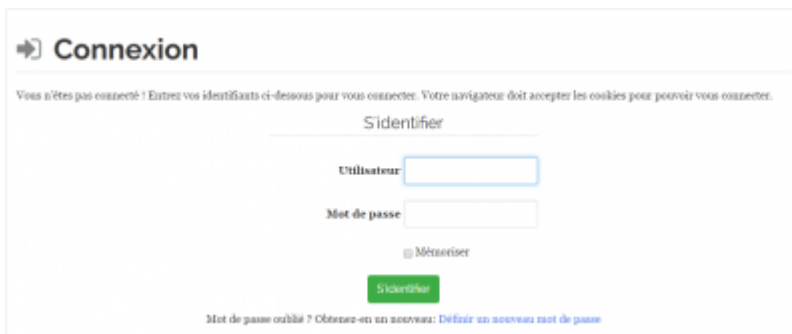 Connexion
Vous n'êtes pas connecté ! Entrez vos identifiants ci-dessous pour vous connecter. Votre navigateur doit accepter les cookies pour pouvoir vous connecter.
S'identifier
Utilisateur
Mot de passe
Mémoriser
S'identifier
Mot de passe oublié ? Obtenez-en un nouveau: Définir un nouveau mot de passe